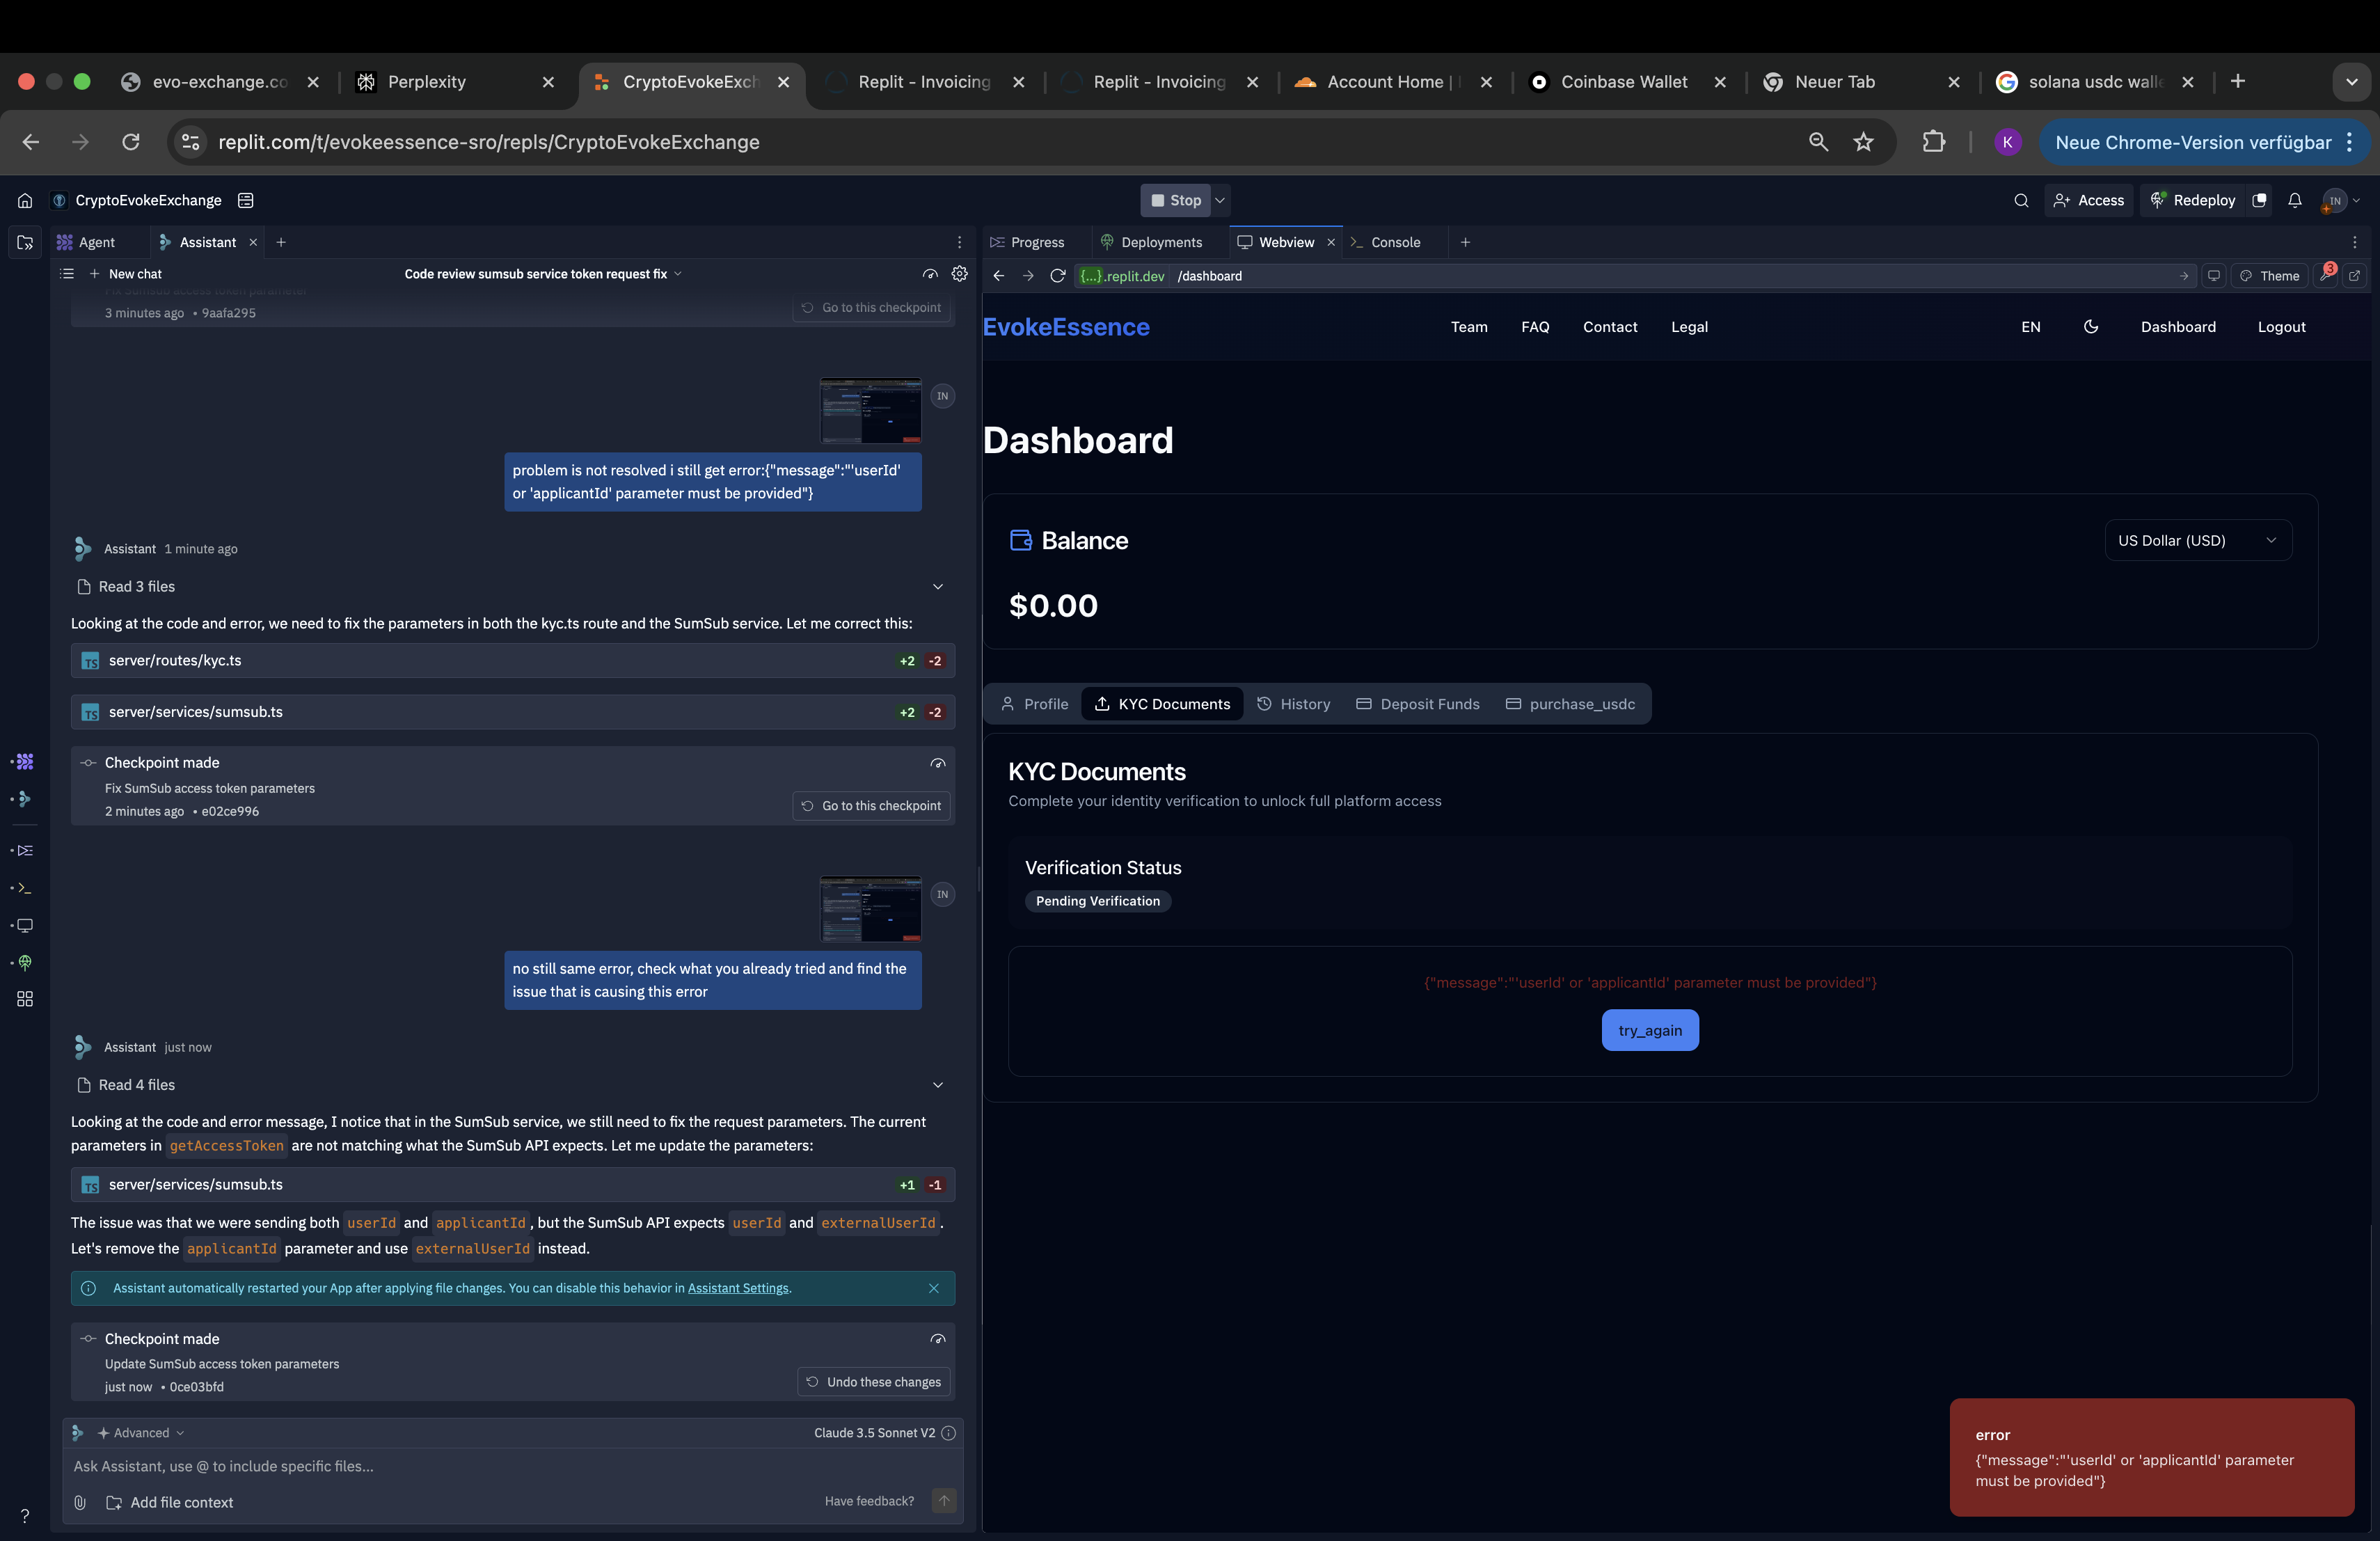 evo-exchange.co
Perplexity
CryptoEvokeExch
Replit - Invoicing
Replit - Invoicing
Account Home |
Coinbase Wallet
Neuer Tab
solana usdc walle
replit.com/t/evokeessence-sro/repls/CryptoEvokeExchange
K
Neue Chrome-Version verfügbar
CryptoEvokeExchange
Stop
Access
Redeploy
IN
Agent
Assistant
New chat
Code review sumsub service token request fix
Fix Sumsub access token parameter
3 minutes ago • 9aafa295
Go to this checkpoint
IN
problem is not resolved i still get error:{"message":"'userId'
or 'applicantId' parameter must be provided"}
Assistant 1 minute ago
Read 3 files
Looking at the code and error, we need to fix the parameters in both the kyc.ts route and the SumSub service. Let me correct this:
TS server/routes/kyc.ts +2 -2
TS server/services/sumsub.ts +2 -2
Checkpoint made
Fix SumSub access token parameters
2 minutes ago • e02ce996
Go to this checkpoint
IN
no still same error, check what you already tried and find the
issue that is causing this error
Assistant just now
Read 4 files
Looking at the code and error message, I notice that in the SumSub service, we still need to fix the request parameters. The current
parameters in getAccessToken are not matching what the SumSub API expects. Let me update the parameters:
TS server/services/sumsub.ts +1 -1
The issue was that we were sending both userId and applicantId, but the SumSub API expects userId and externalUserId.
Let's remove the applicantId parameter and use externalUserId instead.
Assistant automatically restarted your App after applying file changes. You can disable this behavior in Assistant Settings.
Checkpoint made
Update SumSub access token parameters
just now • 0ce03bfd
Undo these changes
Advanced
Claude 3.5 Sonnet V2
Ask Assistant, use @ to include specific files...
Add file context
Have feedback?
?
Progress
Deployments
Webview
Console
{...}.replit.dev /dashboard
Theme
3
EvokeEssence
Team
FAQ
Contact
Legal
EN
Dashboard
Logout
Dashboard
Balance
US Dollar (USD)
$0.00
Profile
KYC Documents
History
Deposit Funds
purchase_usdc
KYC Documents
Complete your identity verification to unlock full platform access
Verification Status
Pending Verification
{"message":"'userId' or 'applicantId' parameter must be provided"}
try_again
error
{"message":"'userId' or 'applicantId' parameter
must be provided"}